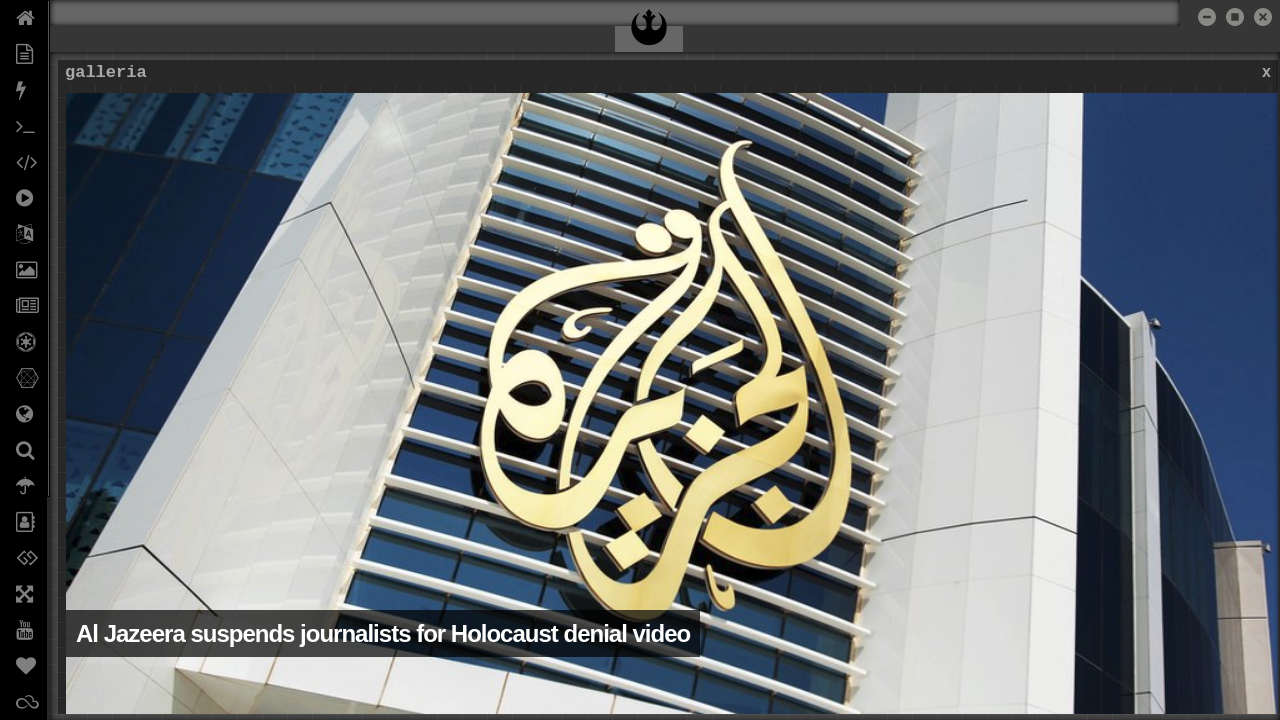 galleria
x
الجزيرة
Al Jazeera suspends journalists for Holocaust denial video